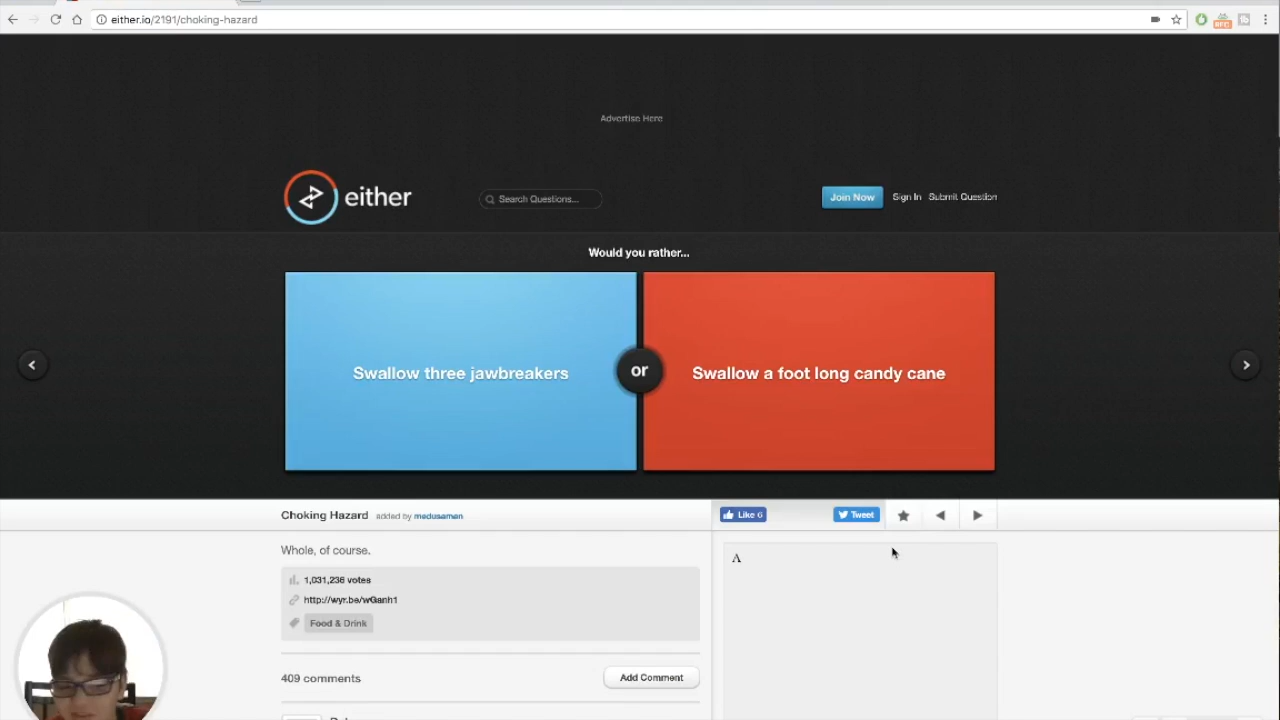 either.io/2191/choking-hazard
Advertise Here
either
Search Questions...
Join Now
Sign In
Submit Question
Would you rather...
Swallow three jawbreakers
or
Swallow a foot long candy cane
Choking Hazard added by medusaman
Like 6
Tweet
Whole, of course.
A
1,031,236 votes
http://wyr.be/wGanh1
Food & Drink
409 comments
Add Comment